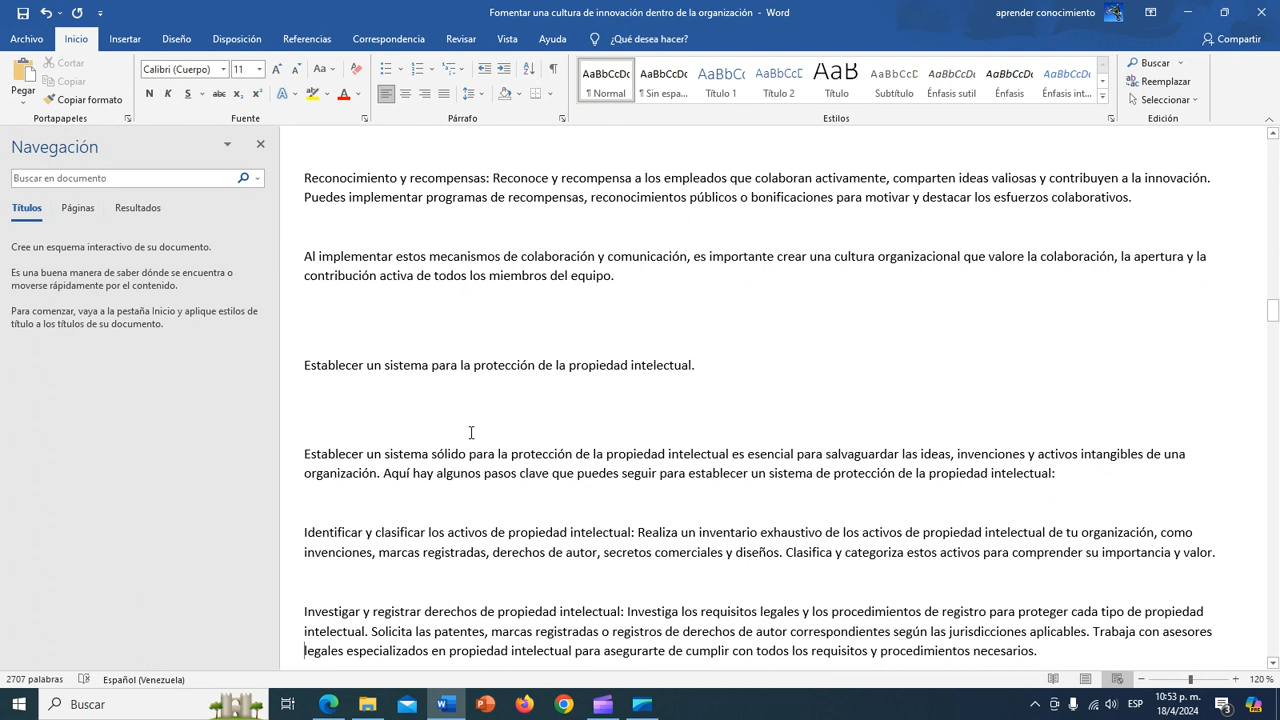 Fomentar una cultura de innovación dentro de la organización - Word
aprender conocimiento
Archivo Inicio Insertar Diseño Disposición Referencias Correspondencia Revisar Vista Ayuda ¿Qué desea hacer? Compartir
Pegar
Cortar
Copiar
Copiar formato
Portapapeles
Calibri (Cuerpo) 11
Fuente
Párrafo
AaBbCcDc AaBbCcDc AaBbCc AaBbCcD AaB AaBbCcD AaBbCcDc AaBbCcDc AaBbCcDc
¶ Normal ¶ Sin espa... Título 1 Título 2 Título Subtítulo Énfasis sutil Énfasis Énfasis int...
Estilos
Buscar
Reemplazar
Seleccionar
Edición
Navegación
Buscar en documento
Títulos Páginas Resultados
Cree un esquema interactivo de su documento.
Es una buena manera de saber dónde se encuentra o
moverse rápidamente por el contenido.
Para comenzar, vaya a la pestaña Inicio y aplique estilos de
título a los títulos de su documento.
Reconocimiento y recompensas: Reconoce y recompensa a los empleados que colaboran activamente, comparten ideas valiosas y contribuyen a la innovación.
Puedes implementar programas de recompensas, reconocimientos públicos o bonificaciones para motivar y destacar los esfuerzos colaborativos.
Al implementar estos mecanismos de colaboración y comunicación, es importante crear una cultura organizacional que valore la colaboración, la apertura y la
contribución activa de todos los miembros del equipo.
Establecer un sistema para la protección de la propiedad intelectual.
Establecer un sistema sólido para la protección de la propiedad intelectual es esencial para salvaguardar las ideas, invenciones y activos intangibles de una
organización. Aquí hay algunos pasos clave que puedes seguir para establecer un sistema de protección de la propiedad intelectual:
Identificar y clasificar los activos de propiedad intelectual: Realiza un inventario exhaustivo de los activos de propiedad intelectual de tu organización, como
invenciones, marcas registradas, derechos de autor, secretos comerciales y diseños. Clasifica y categoriza estos activos para comprender su importancia y valor.
Investigar y registrar derechos de propiedad intelectual: Investiga los requisitos legales y los procedimientos de registro para proteger cada tipo de propiedad
intelectual. Solicita las patentes, marcas registradas o registros de derechos de autor correspondientes según las jurisdicciones aplicables. Trabaja con asesores
legales especializados en propiedad intelectual para asegurarte de cumplir con todos los requisitos y procedimientos necesarios.
2707 palabras Español (Venezuela) 120 %
Buscar
ESP
10:53 p. m.
18/4/2024